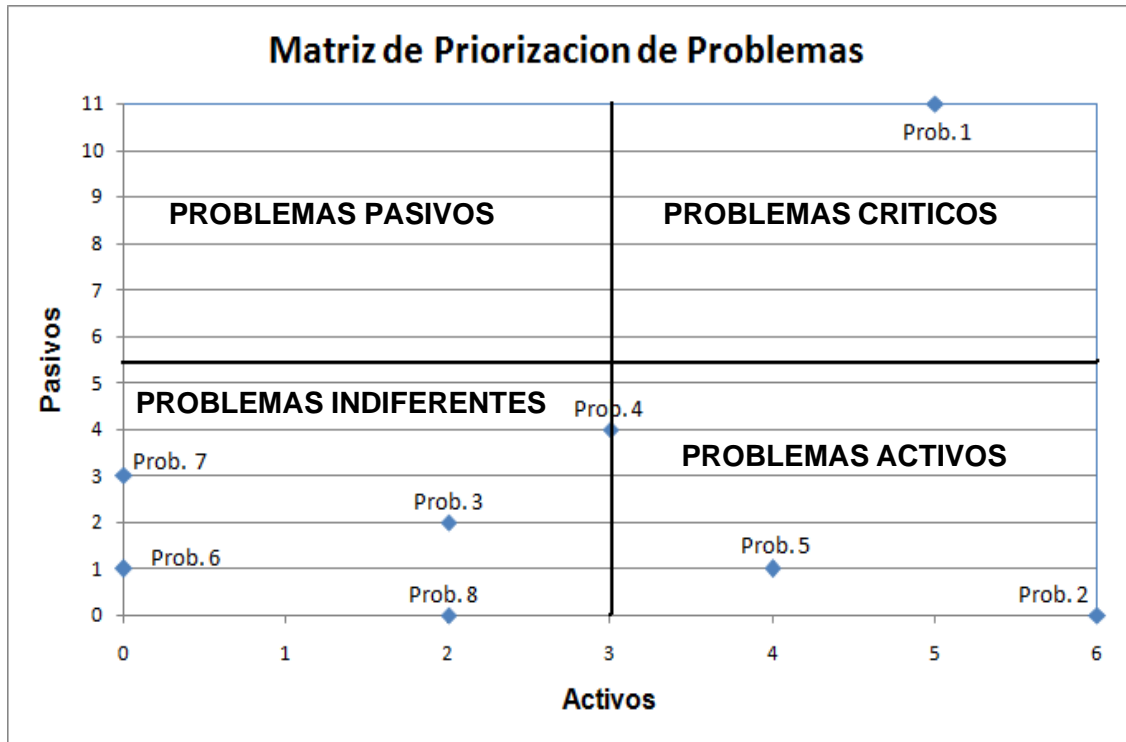 Matriz de Priorizacion de Problemas
11
Prob. 1
10
9
PROBLEMAS PASIVOS
PROBLEMAS CRITICOS
8
7
6
Pasivos
5
PROBLEMAS INDIFERENTES
Prob. 4
4
PROBLEMAS ACTIVOS
Prob. 7
3
Prob. 3
2
Prob. 5
Prob. 6
1
Prob. 8
Prob. 2
0
0 1 2 3 4 5 6
Activos